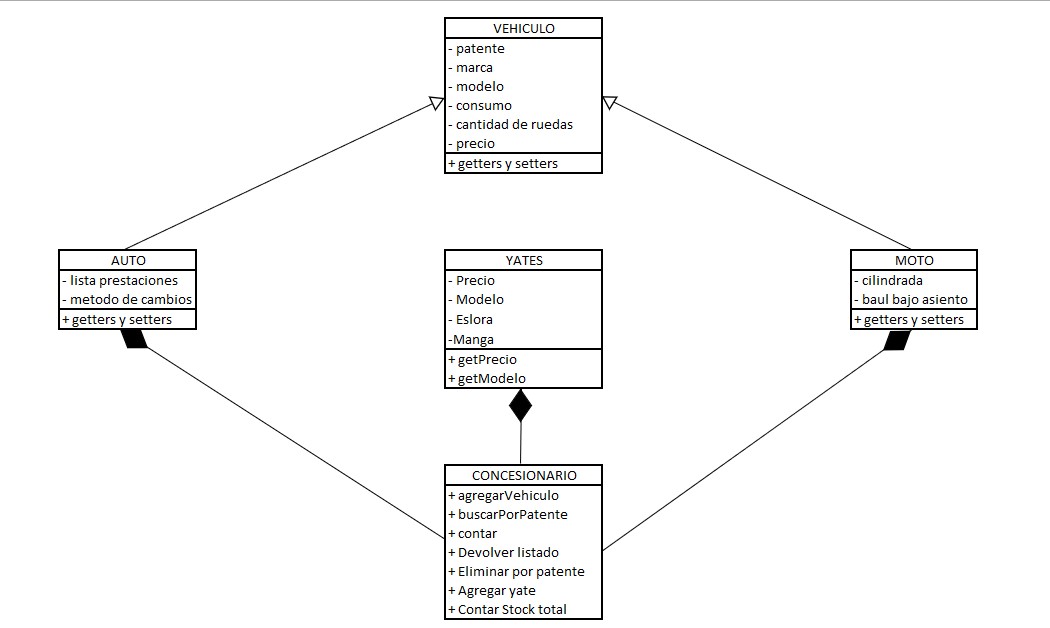 VEHICULO
- patente
- marca
- modelo
- consumo
- cantidad de ruedas
- precio
+ getters y setters
AUTO
- lista prestaciones
- metodo de cambios
+ getters y setters
YATES
- Precio
- Modelo
- Eslora
-Manga
+ getPrecio
+ getModelo
MOTO
- cilindrada
- baul bajo asiento
+ getters y setters
CONCESIONARIO
+ agregarVehiculo
+ buscarPorPatente
+ contar
+ Devolver listado
+ Eliminar por patente
+ Agregar yate
+ Contar Stock total